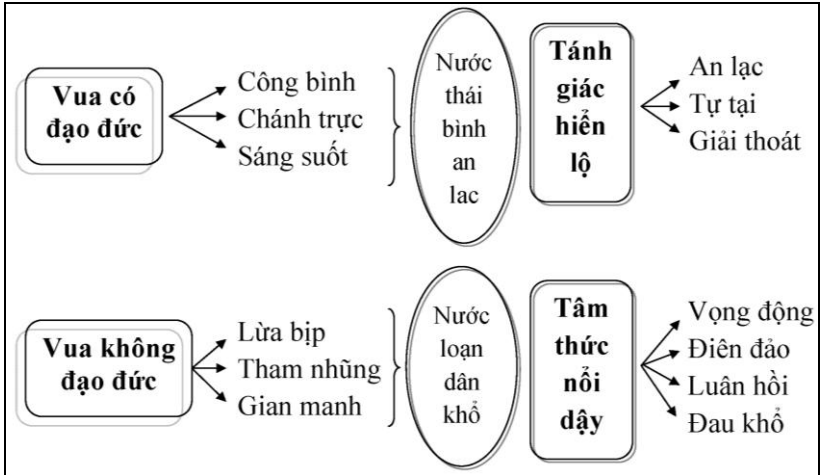 Vua có
đạo đức
Công bình
Chánh trực
Sáng suốt
Nước
thái
bình
an
lac
Tánh
giác
hiển
lộ
An lạc
Tự tại
Giải thoát
Vua không
đạo đức
Lừa bịp
Tham nhũng
Gian manh
Nước
loạn
dân
khổ
Tâm
thức
nổi
dậy
Vọng động
Điên đảo
Luân hồi
Đau khổ